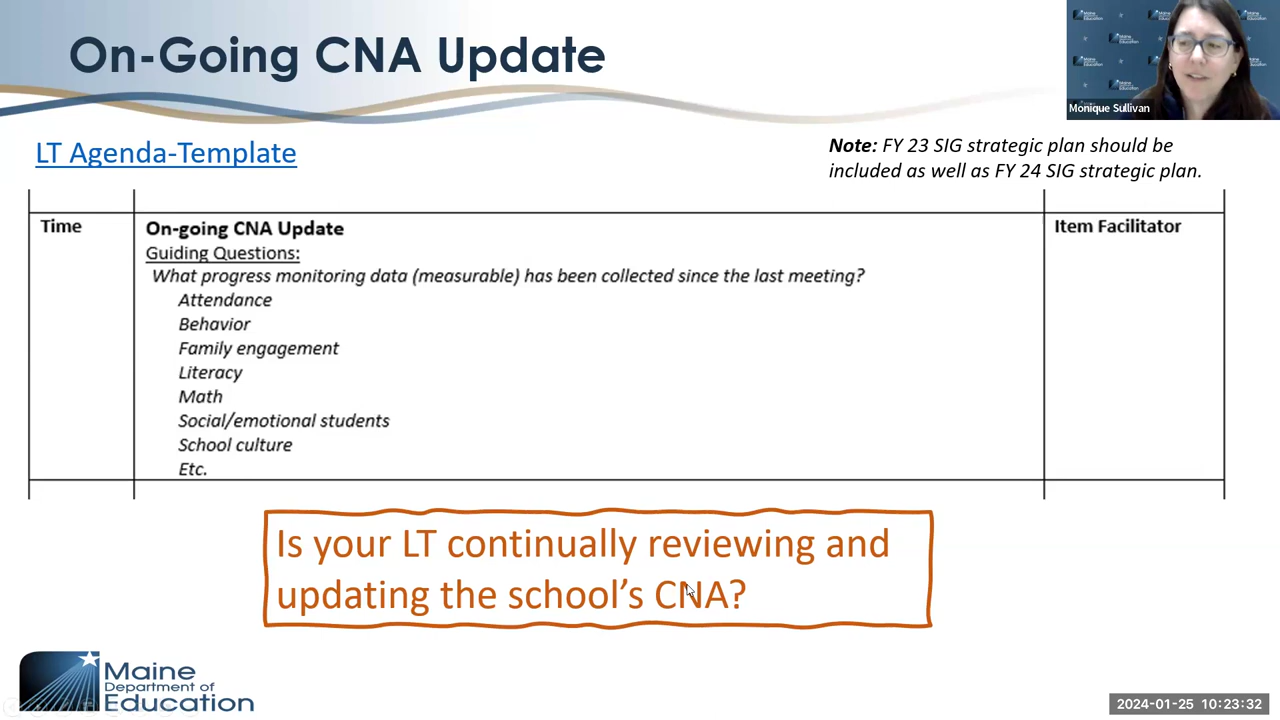 On-Going CNA Update
Maine
Department of
Education
Monique Sullivan
LT Agenda-Template
Note: FY 23 SIG strategic plan should be
included as well as FY 24 SIG strategic plan.
Time
On-going CNA Update
Item Facilitator
Guiding Questions:
What progress monitoring data (measurable) has been collected since the last meeting?
Attendance
Behavior
Family engagement
Literacy
Math
Social/emotional students
School culture
Etc.
Is your LT continually reviewing and
updating the school’s CNA?
Maine
Department of
Education
2024-01-25 10:23:32